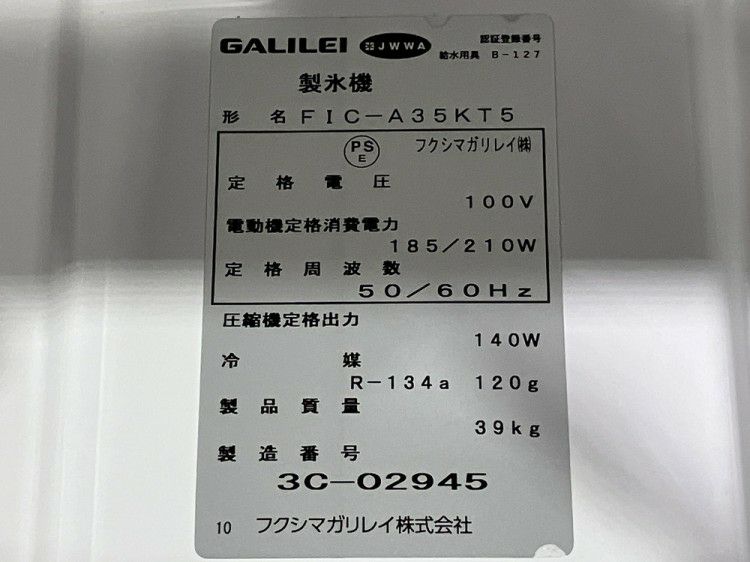 GALILEI JWWA 認証登録番号
給水用具 B-127
製氷機
形名 FIC-A35KT5
PS E フクシマガリレイ㈱
定格電圧
100V
電動機定格消費電力
185/210W
定格周波数
50/60Hz
圧縮機定格出力
140W
冷媒
R-134a 120g
製品質量
39kg
製造番号
3C-02945
10 フクシマガリレイ株式会社